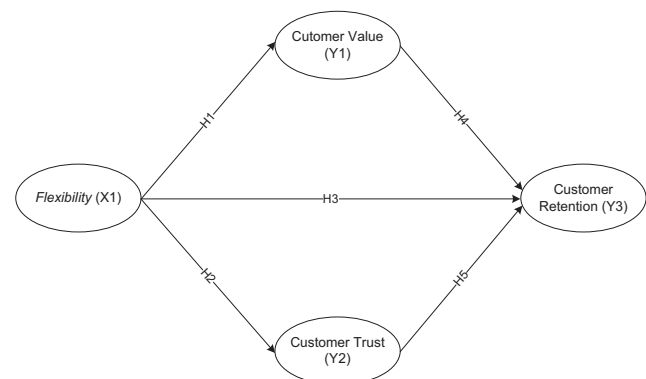 Cutomer Value
(Y1)
H1
H4
Flexibility (X1)
H3
Customer
Retention (Y3)
H2
H5
Customer Trust
(Y2)